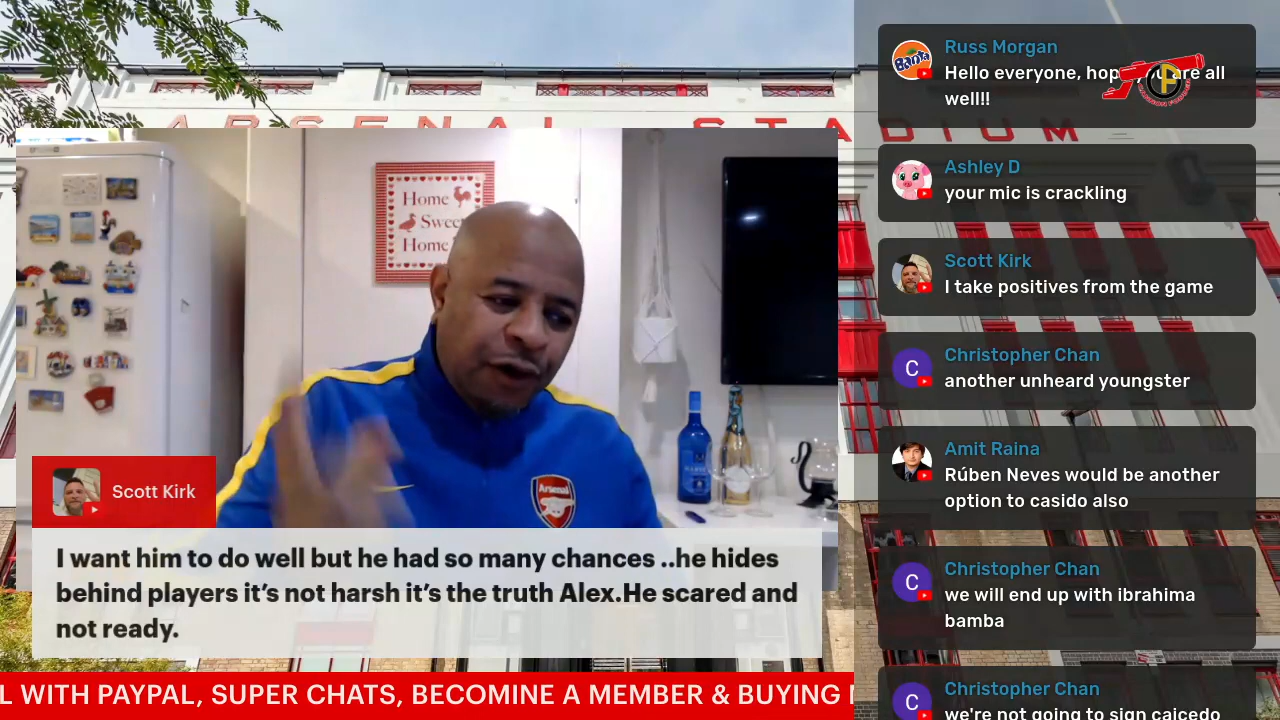 ARSENAL STADIUM
Home
Sweet
Home
Arsenal
Scott Kirk
I want him to do well but he had so many chances ..he hides
behind players it’s not harsh it’s the truth Alex.He scared and
not ready.
L WITH PAYPAL, SUPER CHATS, BECOMINE A MEMBER & BUYING
Russ Morgan
Hello everyone, hope you are all
well!!
Ashley D
your mic is crackling
Scott Kirk
I take positives from the game
C
Christopher Chan
another unheard youngster
Amit Raina
Rúben Neves would be another
option to casido also
C
Christopher Chan
we will end up with ibrahima
bamba
C
Christopher Chan
we're not going to sign caicedo